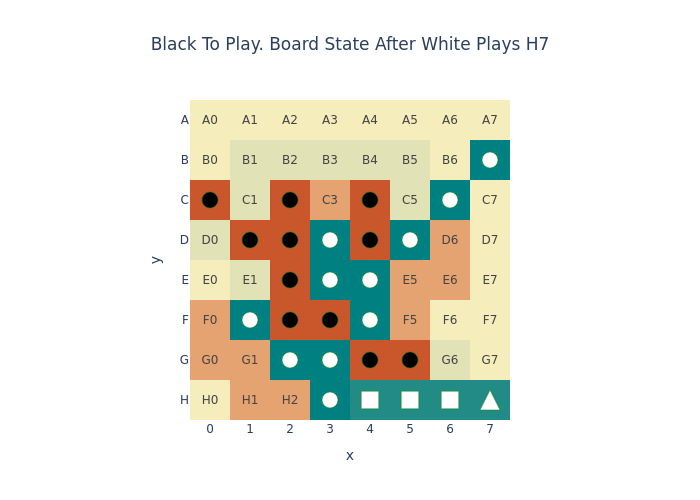 Black To Play. Board State After White Plays H7
A A0 A1 A2 A3 A4 A5 A6 A7
B B0 B1 B2 B3 B4 B5 B6
C C1 C3 C5 C7
D D0 D6 D7
y
E E0 E1 E5 E6 E7
F F0 F5 F6 F7
G G0 G1 G6 G7
H H0 H1 H2
0 1 2 3 4 5 6 7
x